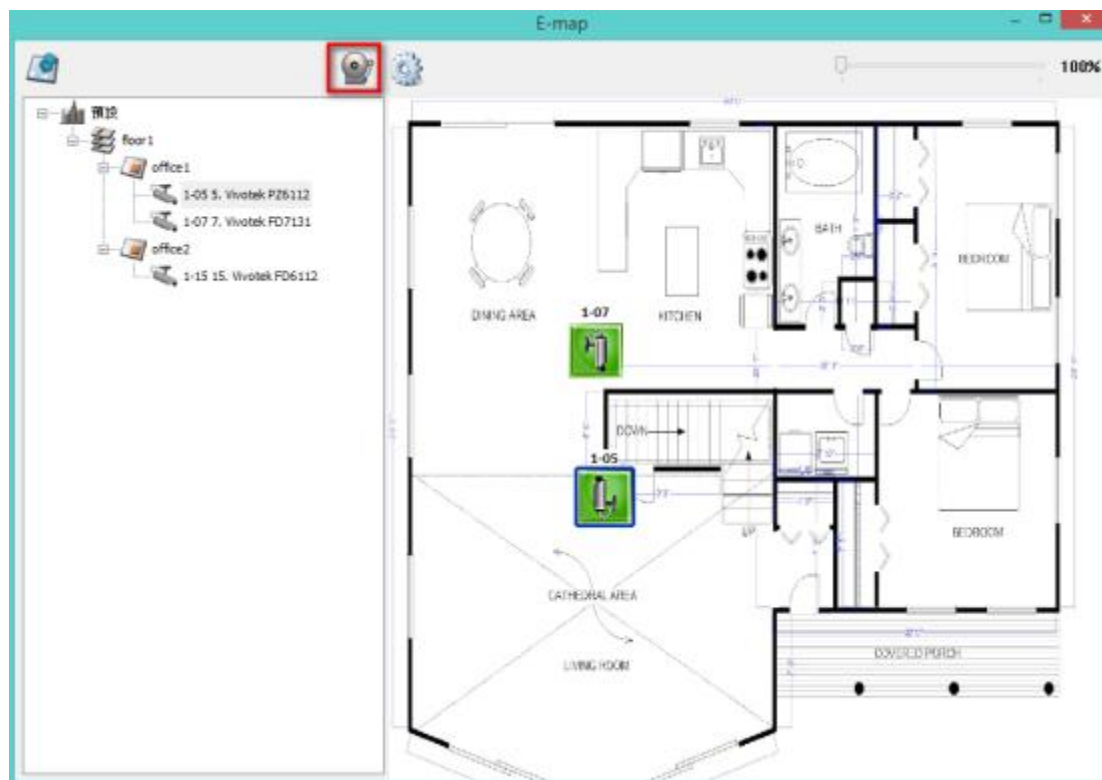 E-map
100%
預設
floor1
office1
1-05 5. Vivotek PZ6112
1-07 7. Vivotek FD7131
office2
1-15 15. Vivotek FD6112
BATH
BEDROOM
DINING AREA
1-07
KITCHEN
DOWN
1-05
UP
BEDROOM
CATHEDRAL AREA
LIVING ROOM
COVERED PORCH